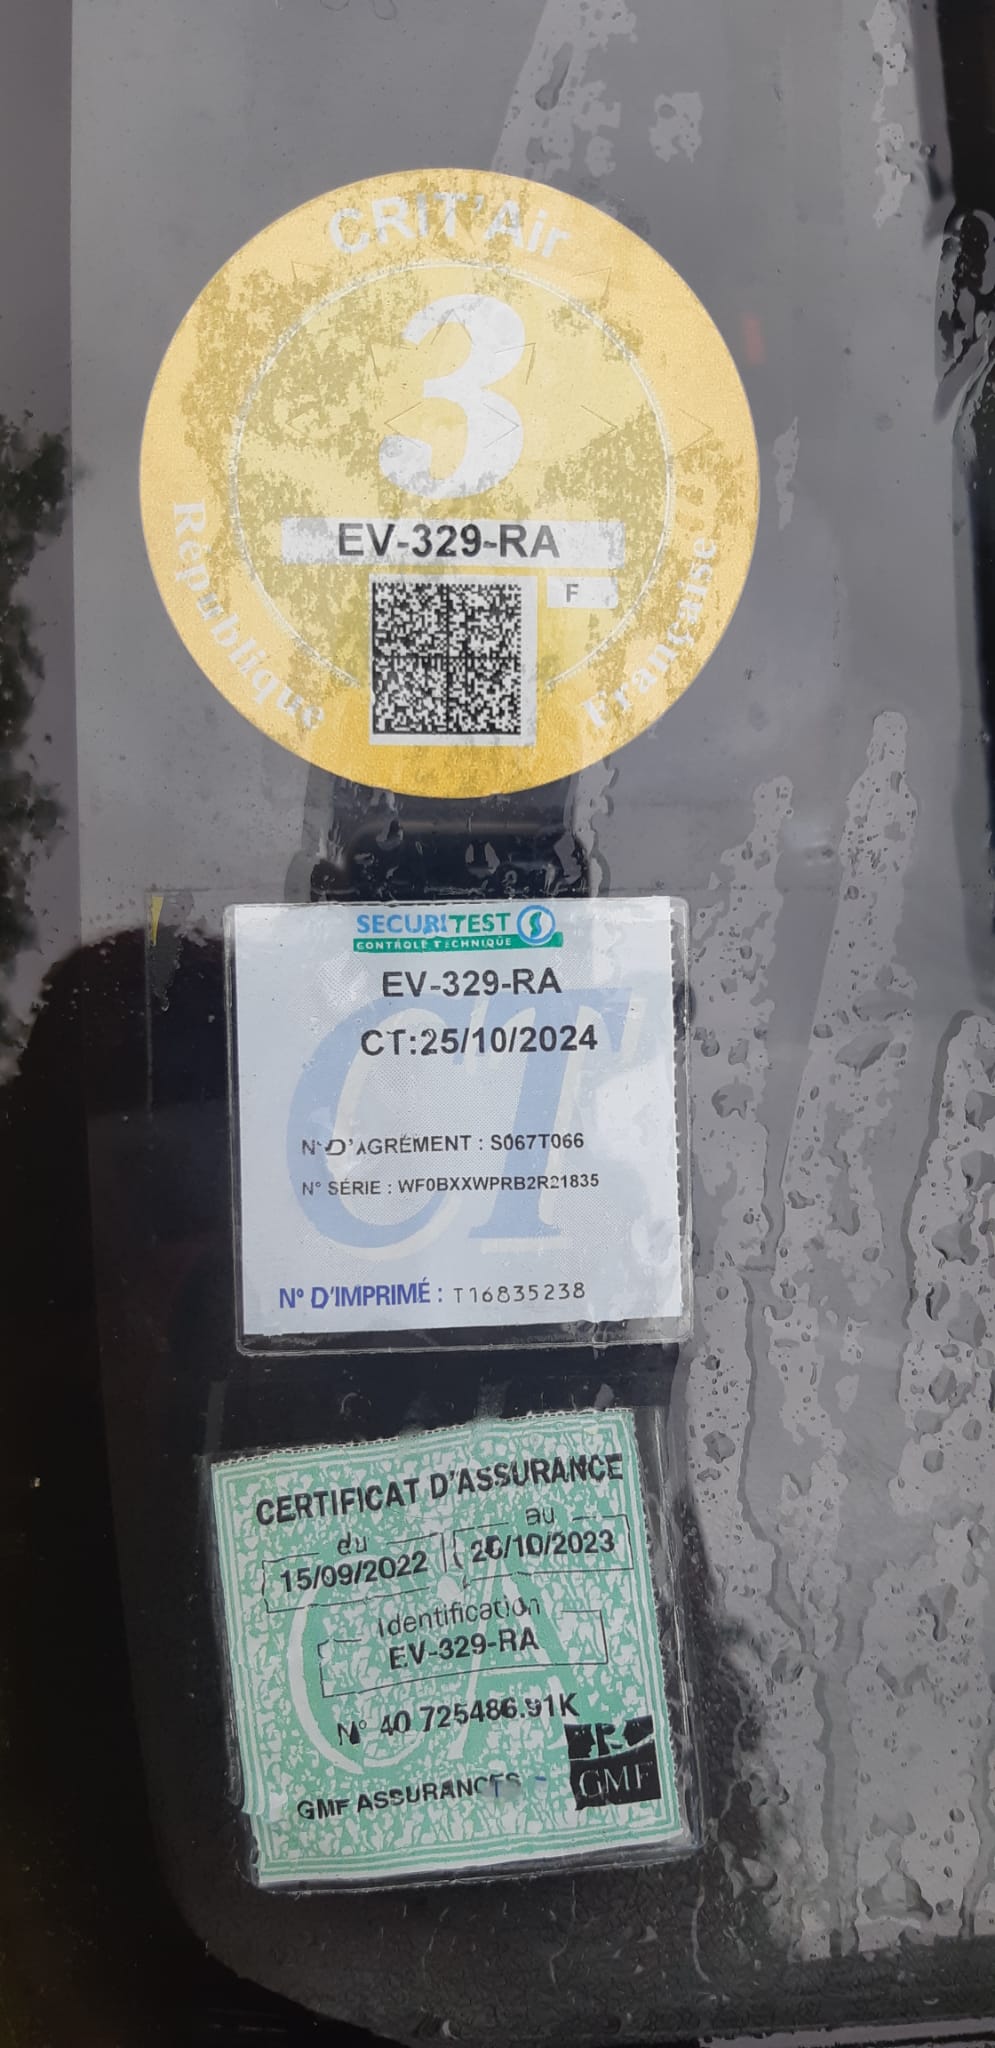 CRIT'Air
3
EV-329-RA
F
République Française
SECURITEST
CONTRÔLE TECHNIQUE
EV-329-RA
CT:25/10/2024
N° D'AGRÉMENT : S067T066
N° SÉRIE : WF0BXXWPRB2R21835
N° D'IMPRIMÉ : T16835238
CERTIFICAT D'ASSURANCE
du au
15/09/2022 20/10/2023
Identification
EV-329-RA
N° 40 725486.91K
GMF ASSURANCES
GMF